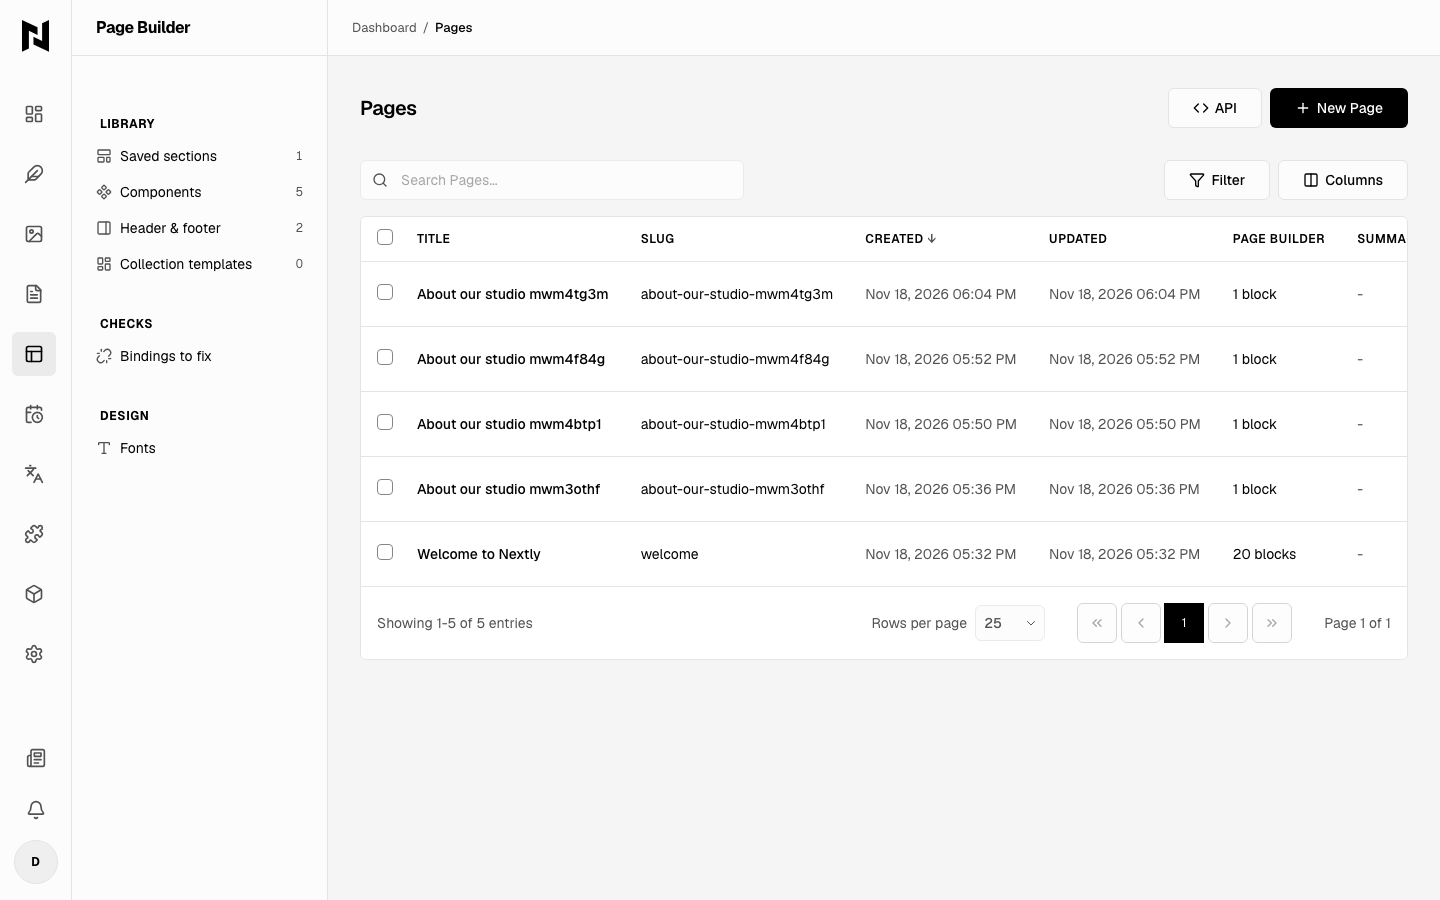 Page Builder
Dashboard / Pages
LIBRARY
Saved sections 1
Components 5
Header & footer 2
Collection templates 0
CHECKS
Bindings to fix
DESIGN
Fonts
D
Pages
API
New Page
Search Pages...
Filter
Columns
TITLE SLUG CREATED UPDATED PAGE BUILDER SUMMA
About our studio mwm4tg3m about-our-studio-mwm4tg3m Nov 18, 2026 06:04 PM Nov 18, 2026 06:04 PM 1 block -
About our studio mwm4f84g about-our-studio-mwm4f84g Nov 18, 2026 05:52 PM Nov 18, 2026 05:52 PM 1 block -
About our studio mwm4btp1 about-our-studio-mwm4btp1 Nov 18, 2026 05:50 PM Nov 18, 2026 05:50 PM 1 block -
About our studio mwm3othf about-our-studio-mwm3othf Nov 18, 2026 05:36 PM Nov 18, 2026 05:36 PM 1 block -
Welcome to Nextly welcome Nov 18, 2026 05:32 PM Nov 18, 2026 05:32 PM 20 blocks -
Showing 1-5 of 5 entries Rows per page 25 1 Page 1 of 1